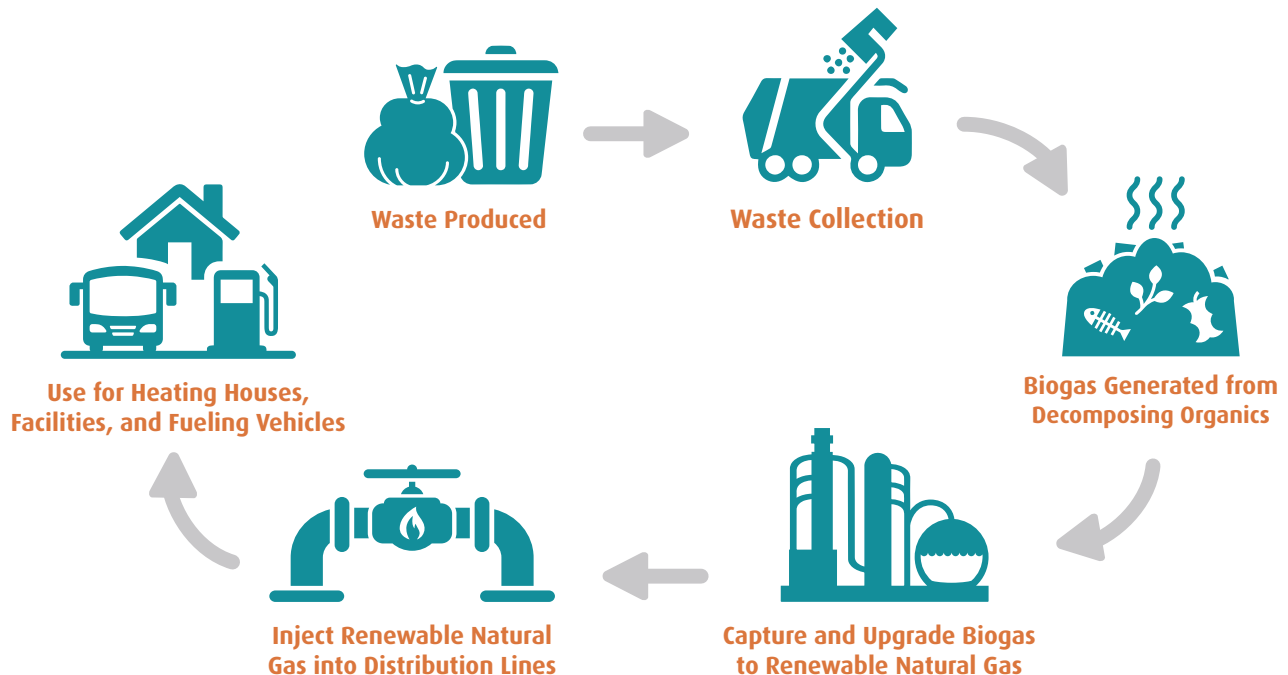 Waste Produced
Waste Collection
Biogas Generated from
Decomposing Organics
Capture and Upgrade Biogas
to Renewable Natural Gas
Inject Renewable Natural
Gas into Distribution Lines
Use for Heating Houses,
Facilities, and Fueling Vehicles